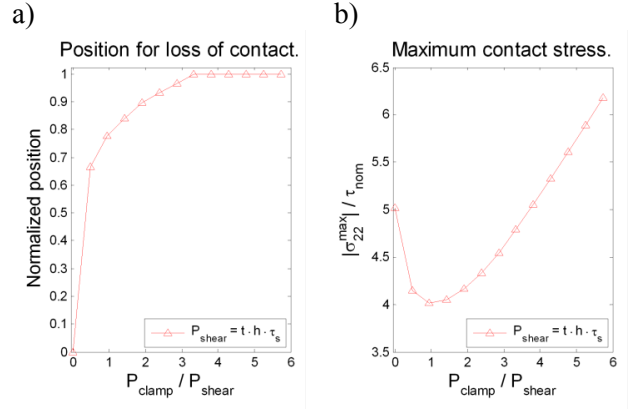 a)
Position for loss of contact.
Normalized position
1
0.9
0.8
0.7
0.6
0.5
0.4
0.3
0.2
0.1
0
P_shear = t · h · τ_s
0 1 2 3 4 5 6
P_clamp / P_shear
b)
Maximum contact stress.
|σ_22^max| / τ_nom
6.5
6
5.5
5
4.5
4
3.5
P_shear = t · h · τ_s
0 1 2 3 4 5 6
P_clamp / P_shear